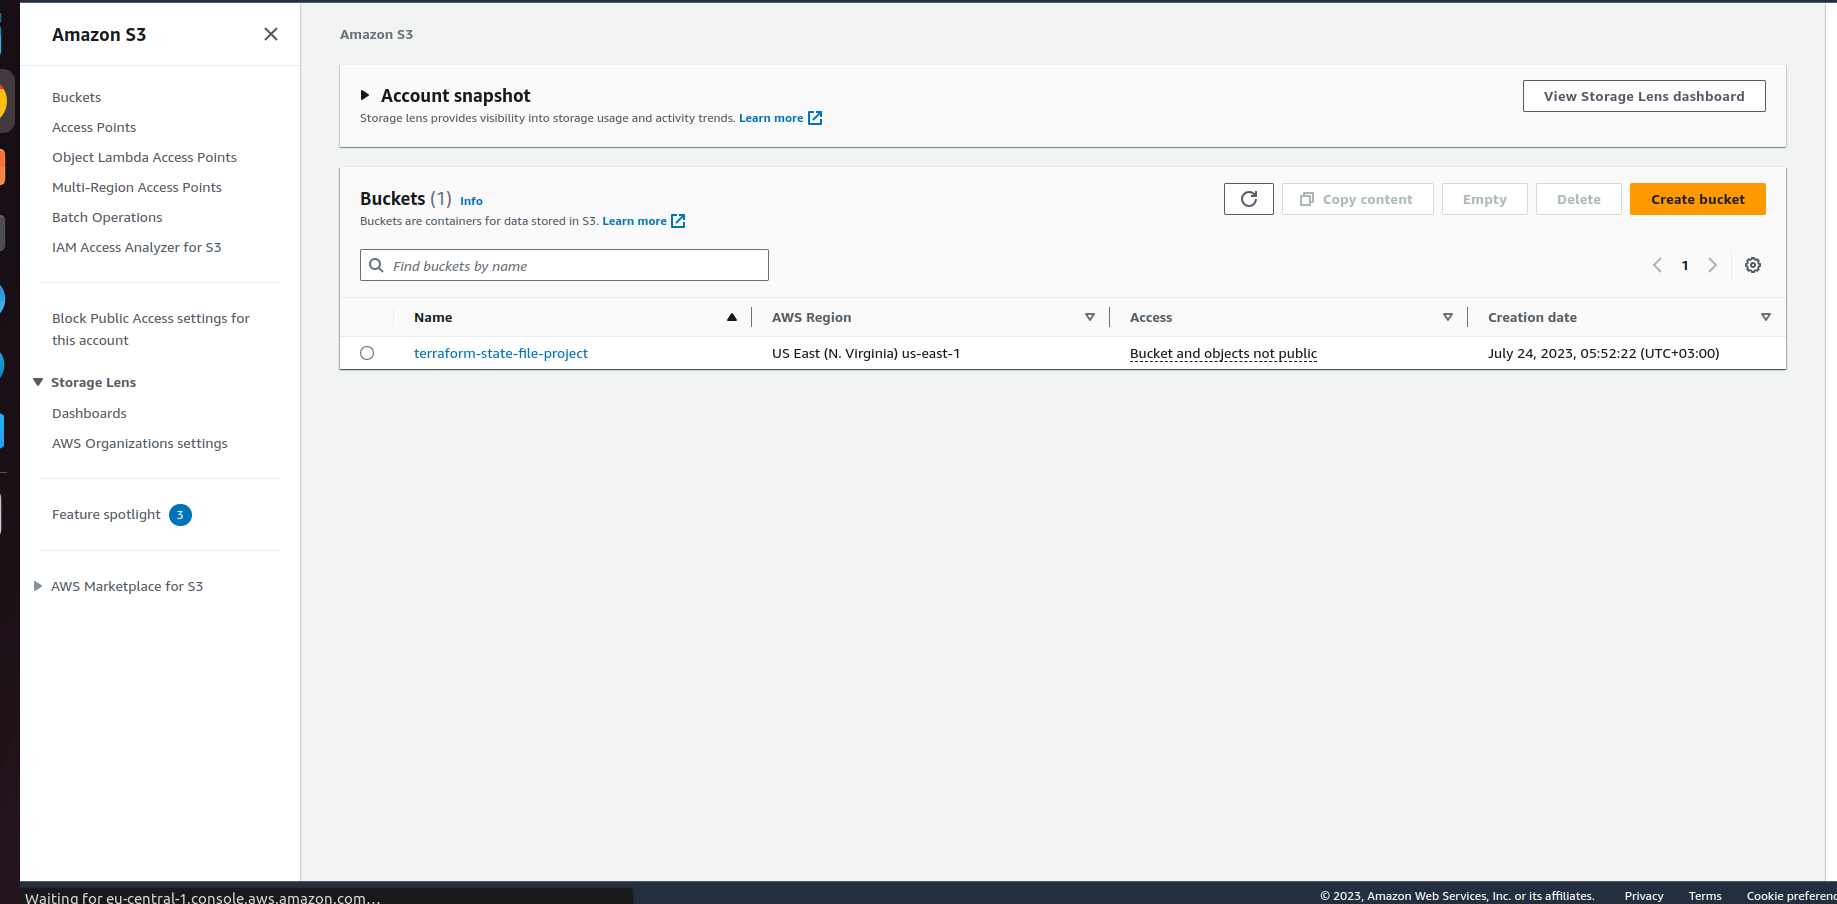 Amazon S3
Buckets
Access Points
Object Lambda Access Points
Multi-Region Access Points
Batch Operations
IAM Access Analyzer for S3
Block Public Access settings for
this account
Storage Lens
Dashboards
AWS Organizations settings
Feature spotlight 3
AWS Marketplace for S3
Amazon S3
Account snapshot
View Storage Lens dashboard
Storage lens provides visibility into storage usage and activity trends. Learn more
Buckets (1) Info
Buckets are containers for data stored in S3. Learn more
Copy content Empty Delete Create bucket
Find buckets by name
1
Name AWS Region Access Creation date
terraform-state-file-project US East (N. Virginia) us-east-1 Bucket and objects not public July 24, 2023, 05:52:22 (UTC+03:00)
Waiting for eu-central-1.console.aws.amazon.com...
© 2023, Amazon Web Services, Inc. or its affiliates. Privacy Terms Cookie preferenc